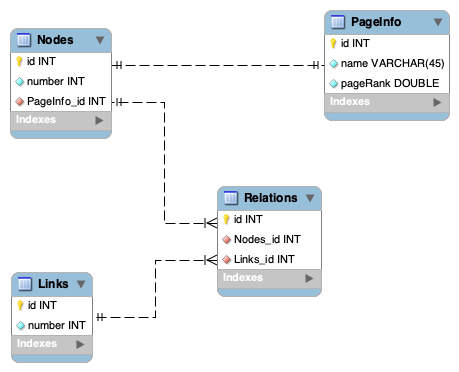 Nodes
id INT
number INT
PageInfo_id INT
Indexes
PageInfo
id INT
name VARCHAR(45)
pageRank DOUBLE
Indexes
Relations
id INT
Nodes_id INT
Links_id INT
Indexes
Links
id INT
number INT
Indexes